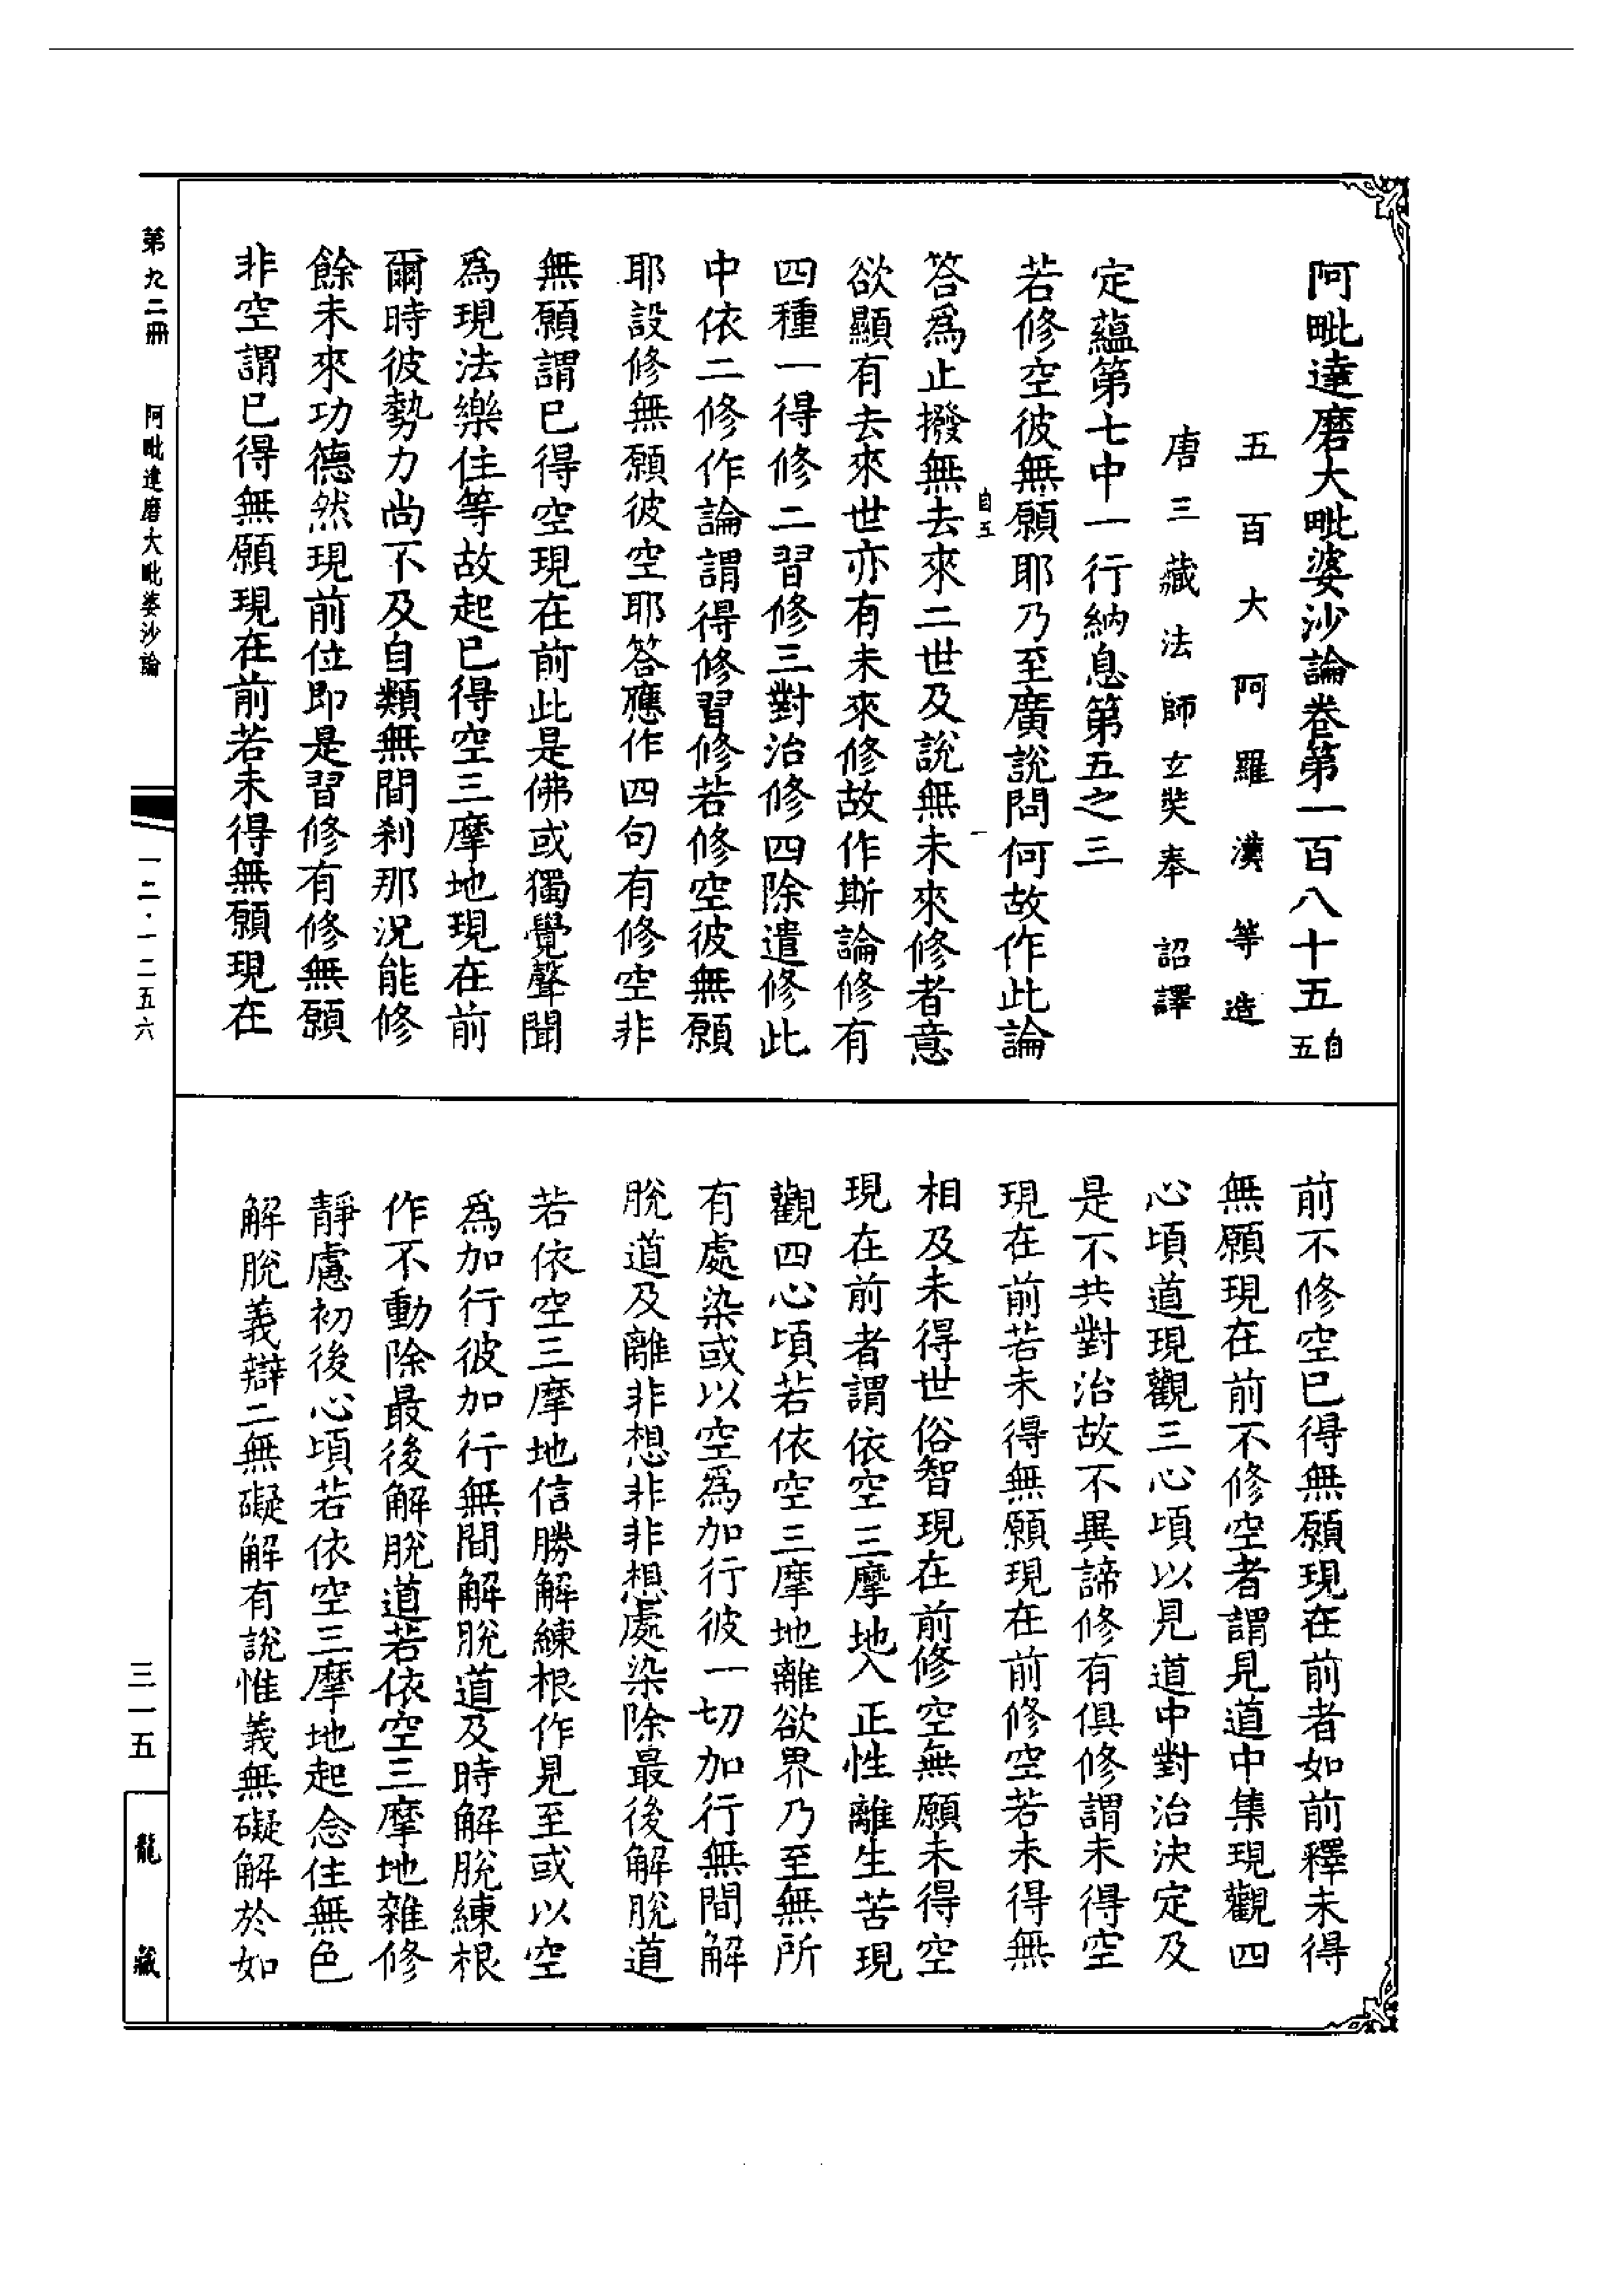 阿毗達磨大毗婆沙論卷第一百八十五 自五
五百大阿羅漢等造
唐三藏法師玄奘奉 詔譯
定蘊第七中一行納息第五之三
若修空彼無願耶乃至廣說問何故作此論
自五 一
答爲止撥無去來二世及說無未來修者意
欲顯有去來世亦有未來修故作斯論修有
四種一得修二習修三對治修四除遣修此
中依二修作論謂得修習修若修空彼無願
耶設修無願彼空耶答應作四句有修空非
無願謂已得空現在前此是佛或獨覺聲聞
爲現法樂住等故起已得空三摩地現在前
爾時彼勢力尚不及自類無間刹那況能修
餘未來功德然現前位即是習修有修無願
非空謂已得無願現在前若未得無願現在
前不修空已得無願現在前者如前釋未得
無願現在前不修空者謂見道中集現觀四
心頃道現觀三心頃以見道中對治決定及
是不共對治故不異諦修有俱修謂未得空
現在前若未得無願現在前修空若未得無
相及未得世俗智現在前修空無願未得空
現在前者謂依空三摩地入正性離生苦現
觀四心頃若依空三摩地離欲界乃至無所
有處染或以空爲加行彼一切加行無間解
脫道及離非想非非想處染除最後解脫道
若依空三摩地信勝解練根作見至或以空
爲加行彼加行無間解脫道及時解脫練根
作不動除最後解脫道若依空三摩地雜修
靜慮初後心頃若依空三摩地起念住無色
解脫義辯二無礙解有說惟義無礙解於如
第九二冊 阿毗達磨大毗婆沙論
一二·一二五六
三一五
龍藏